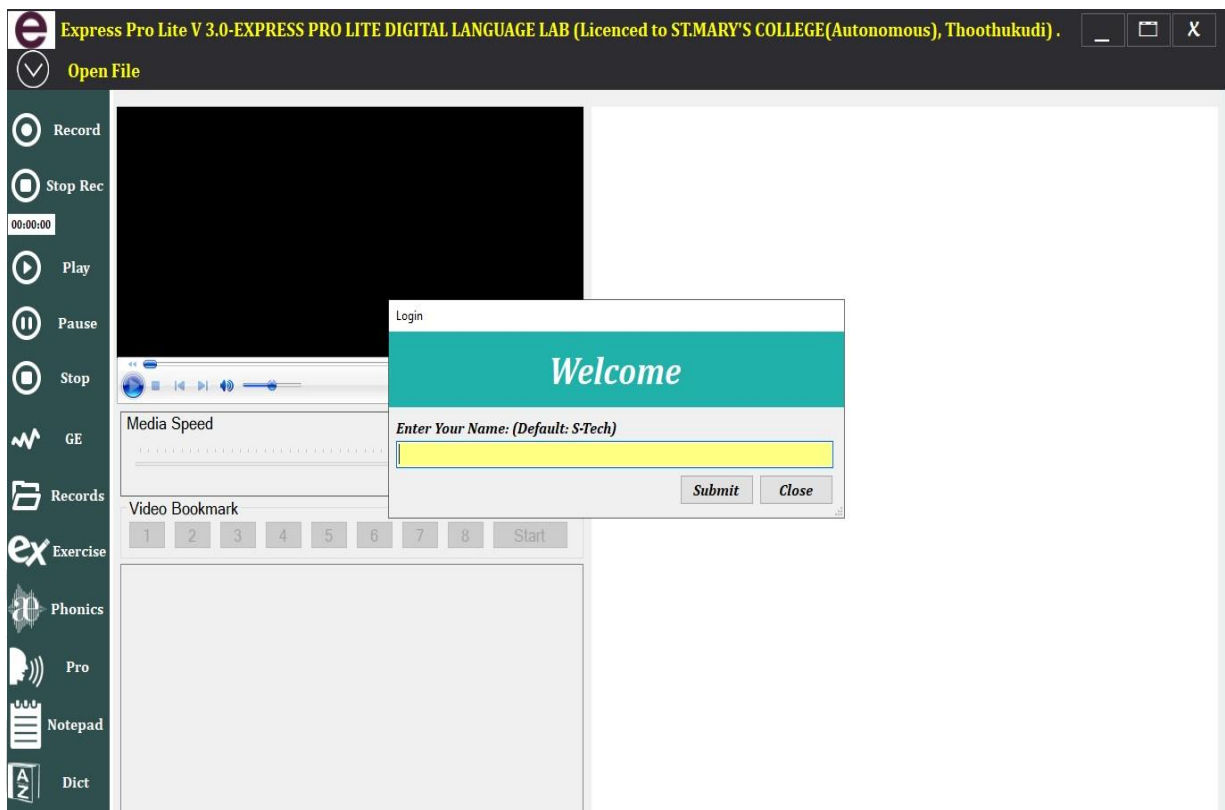 Express Pro Lite V 3.0-EXPRESS PRO LITE DIGITAL LANGUAGE LAB (Licenced to ST.MARY'S COLLEGE(Autonomous), Thoothukudi) .
Open File
Record
Stop Rec
00:00:00
Play
Pause
Stop
GE
Records
Exercise
Phonics
Pro
Notepad
Dict
Media Speed
Video Bookmark
1 2 3 4 5 6 7 8 Start
Login
Welcome
Enter Your Name: (Default: S-Tech)
Submit Close